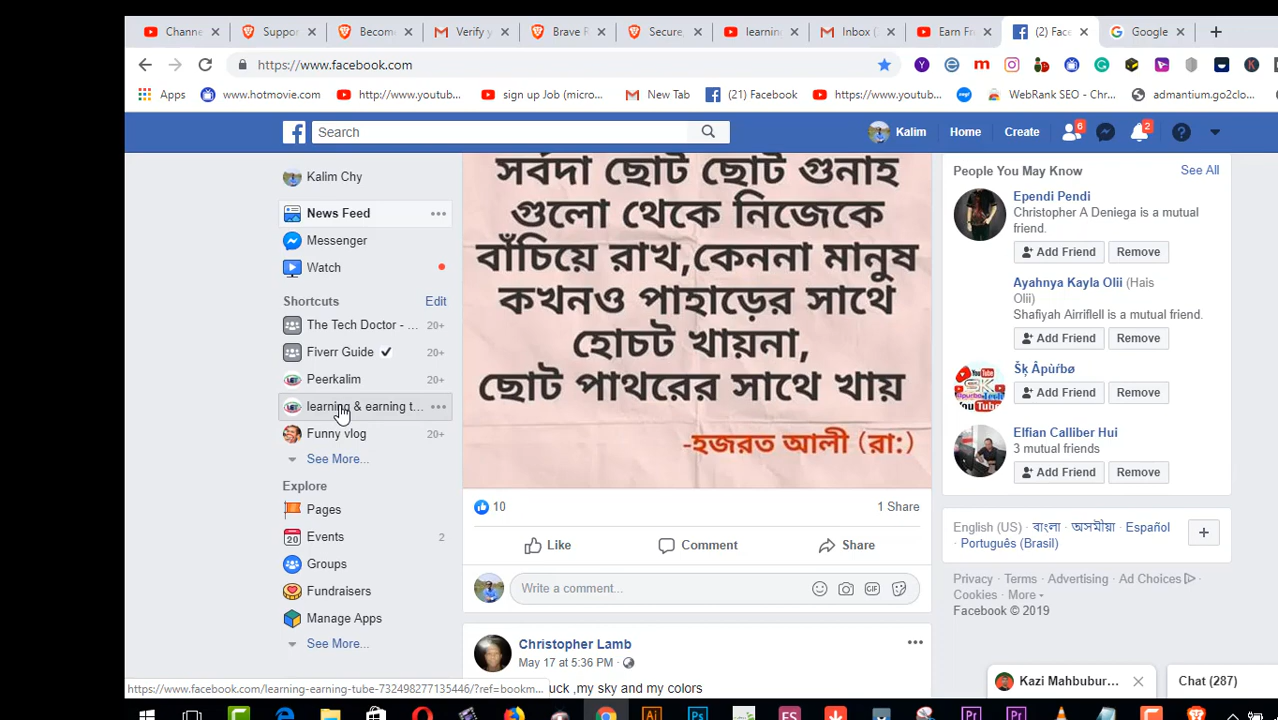 Channe
Suppor
Becom
Verify y
Brave R
Secure,
learnin
Inbox (2
Earn Fr
(2) Face
Google
https://www.facebook.com
Apps
www.hotmovie.com
http://www.youtub...
sign up Job (micro...
New Tab
(21) Facebook
https://www.youtub...
WebRank SEO - Chr...
admantium.go2clo...
Search
Kalim
Home
Create
6
2
Kalim Chy
News Feed
Messenger
Watch
Shortcuts
Edit
The Tech Doctor - ...
20+
Fiverr Guide
20+
Peerkalim
20+
learning & earning t...
Funny vlog
20+
See More...
Explore
Pages
Events
2
Groups
Fundraisers
Manage Apps
See More...
সর্বদা ছোট ছোট গুনাহ
গুলো থেকে নিজেকে
বাঁচিয়ে রাখ,কেননা মানুষ
কখনও পাহাড়ের সাথে
হোচট খায়না,
ছোট পাথরের সাথে খায়
-হজরত আলী (রা:)
10
1 Share
Like
Comment
Share
Write a comment...
GIF
Christopher Lamb
May 17 at 5:36 PM
uck ,my sky and my colors
People You May Know
See All
Ependi Pendi
Christopher A Deniega is a mutual
friend.
Add Friend
Remove
Ayahnya Kayla Olii (Hais
Olii)
Shafiyah Airriflell is a mutual friend.
Add Friend
Remove
Šķ Âpùŕbø
Add Friend
Remove
Elfian Calliber Hui
3 mutual friends
Add Friend
Remove
English (US) · বাংলা · অসমীয়া · Español
· Português (Brasil)
Privacy · Terms · Advertising · Ad Choices
Cookies · More
Facebook © 2019
Kazi Mahbubur...
Chat (287)
https://www.facebook.com/learning-earning-tube-732498277135446/?ref=bookm...